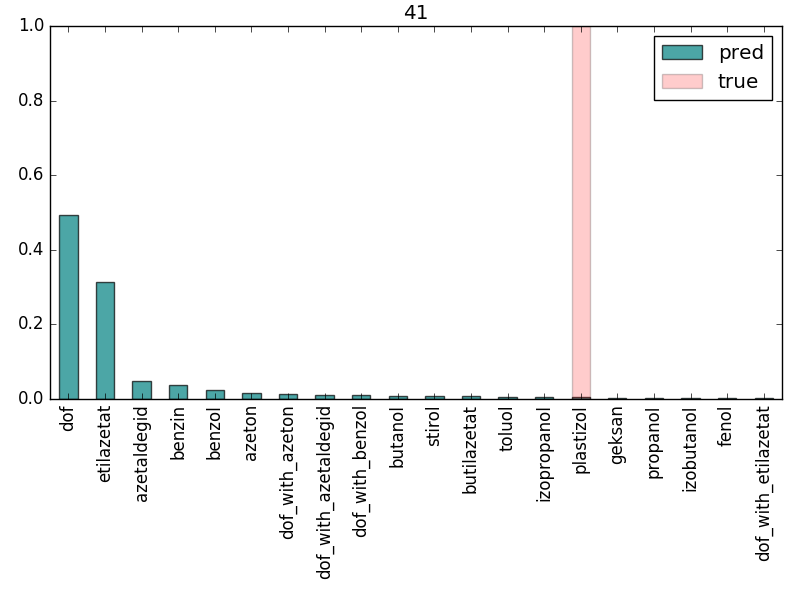 41
1.0
0.8
0.6
0.4
0.2
0.0
pred
true
dof
etilazetat
azetaldegid
benzin
benzol
azeton
dof_with_azeton
dof_with_azetaldegid
dof_with_benzol
butanol
stirol
butilazetat
toluol
izopropanol
plastizol
geksan
propanol
izobutanol
fenol
dof_with_etilazetat